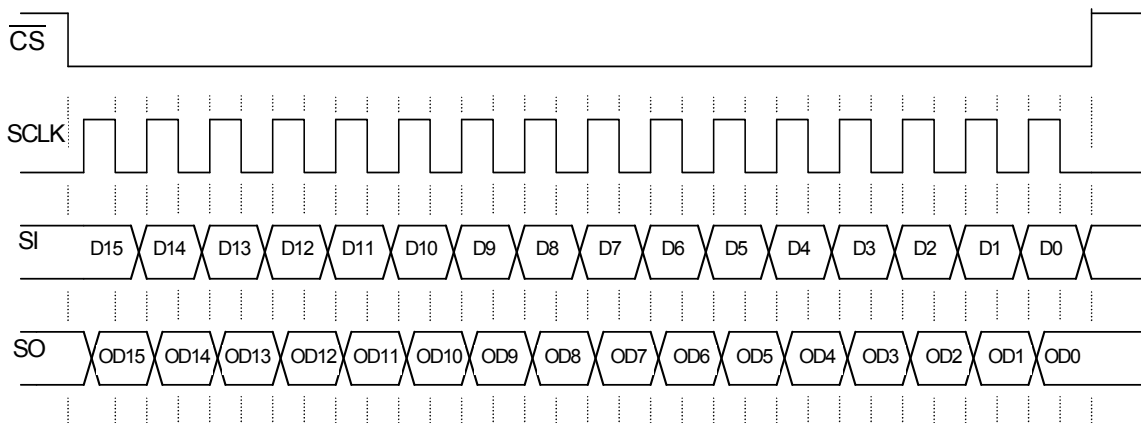 CS
SCLK
SI D15 D14 D13 D12 D11 D10 D9 D8 D7 D6 D5 D4 D3 D2 D1 D0
SO OD15 OD14 OD13 OD12 OD11 OD10 OD9 OD8 OD7 OD6 OD5 OD4 OD3 OD2 OD1 OD0